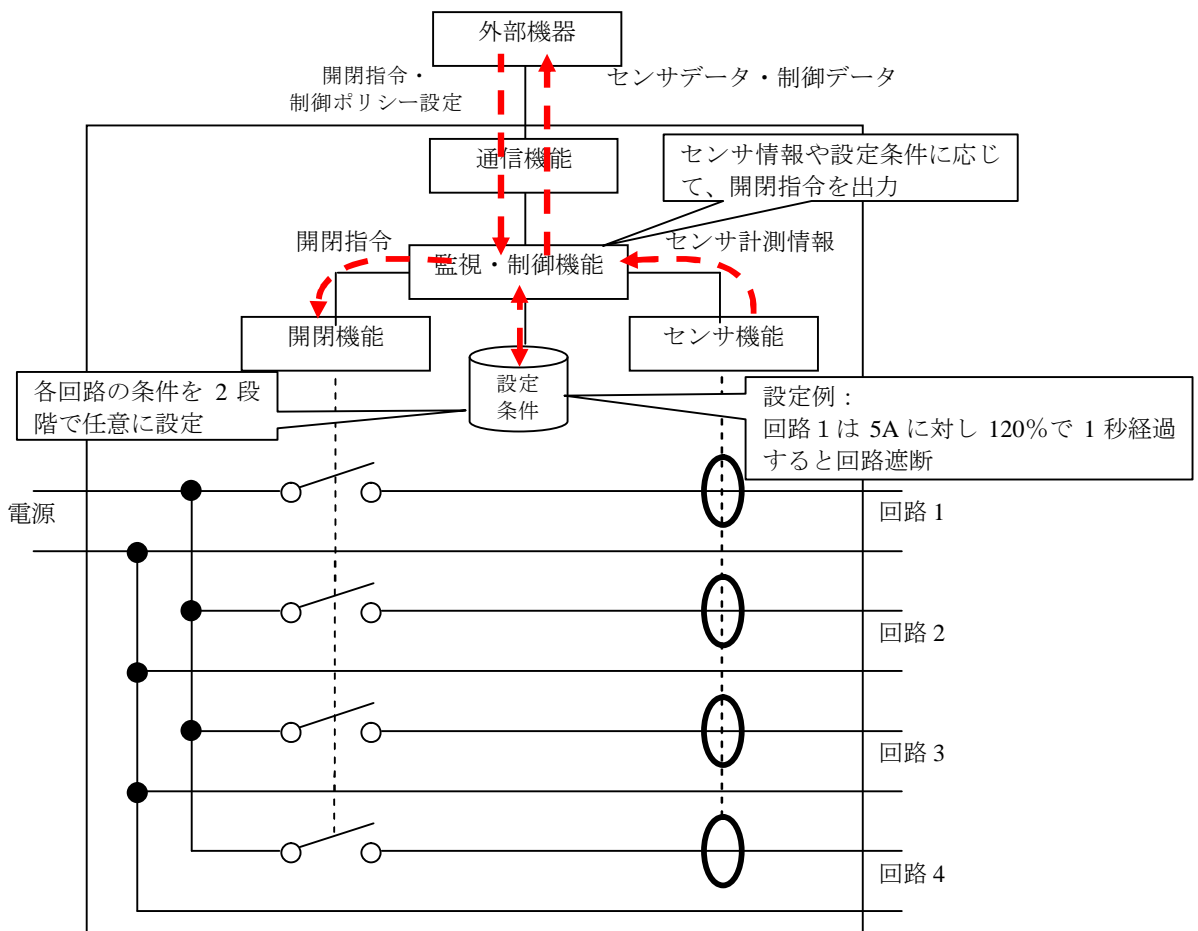 外部機器
開閉指令・
制御ポリシー設定
センサデータ・制御データ
通信機能
センサ情報や設定条件に応じ
て、開閉指令を出力
開閉指令
センサ計測情報
監視・制御機能
開閉機能
センサ機能
設定
条件
各回路の条件を 2 段
階で任意に設定
設定例：
回路１は 5A に対し 120％で 1 秒経過
すると回路遮断
電源
回路 1
回路 2
回路 3
回路 4